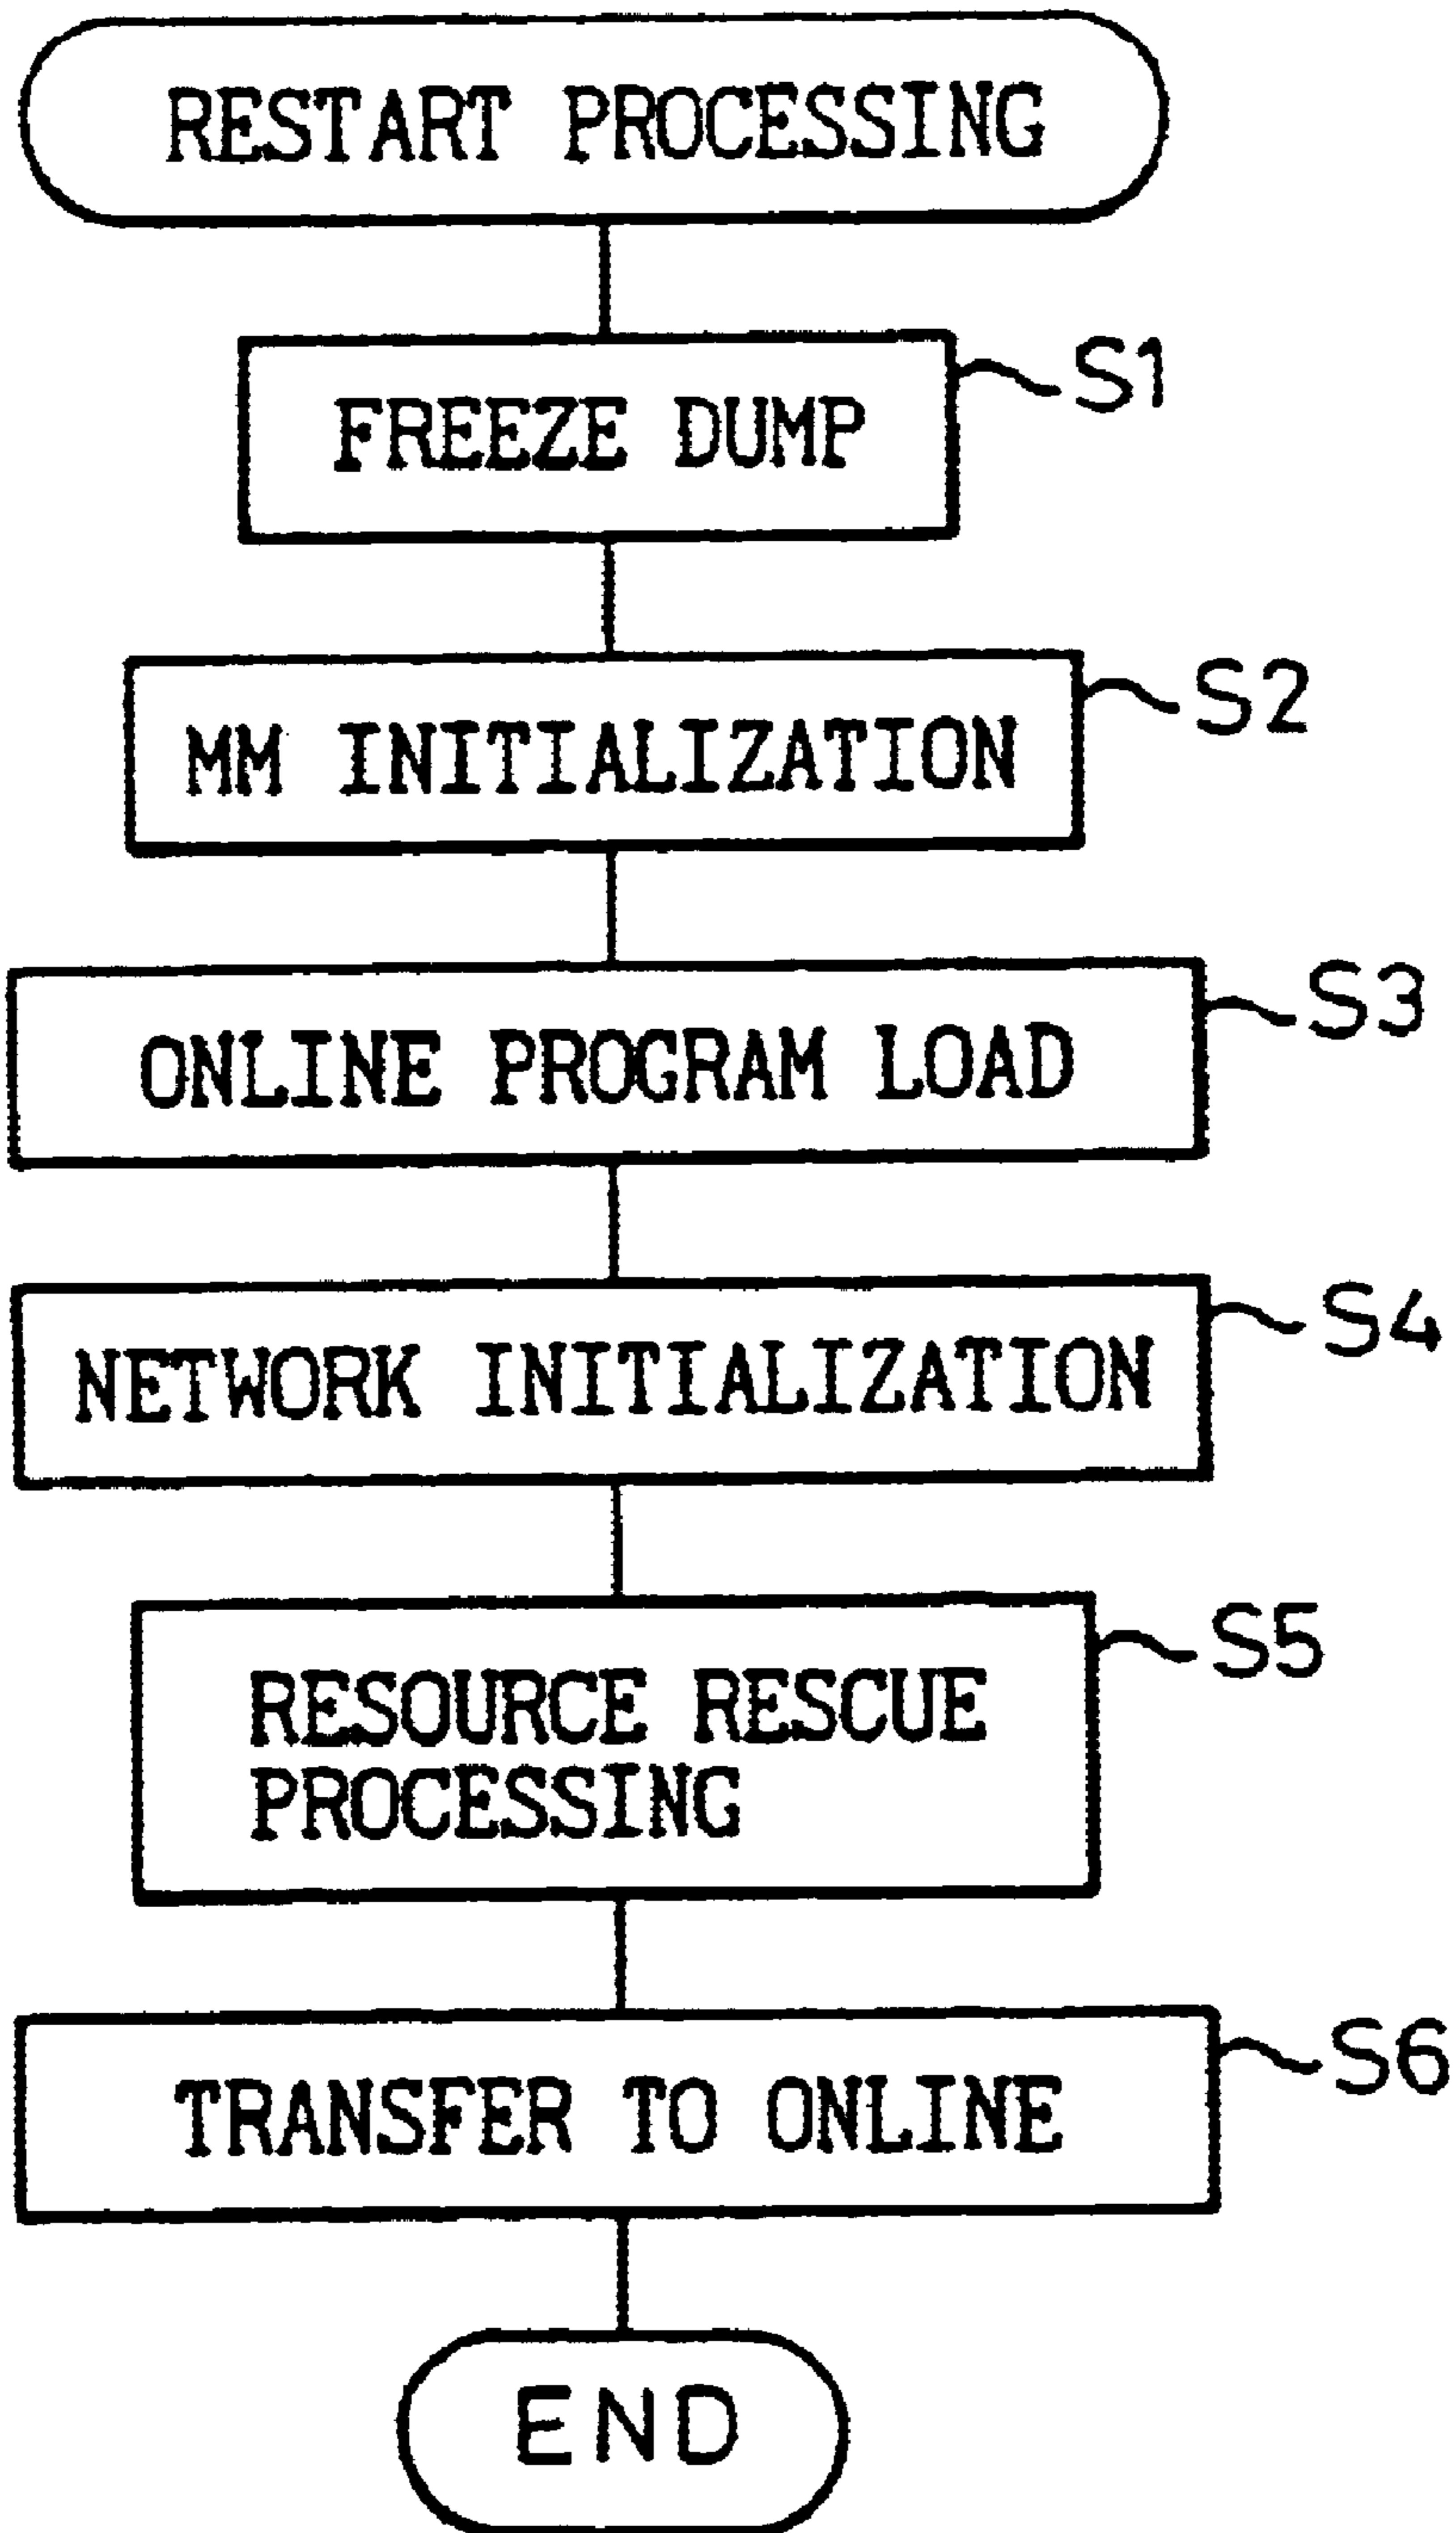 RESTART PROCESSING
FREEZE DUMP
S1
MM INITIALIZATION
S2
ONLINE PROGRAM LOAD
S3
NETWORK INITIALIZATION
S4
RESOURCE RESCUE
PROCESSING
S5
TRANSFER TO ONLINE
S6
END